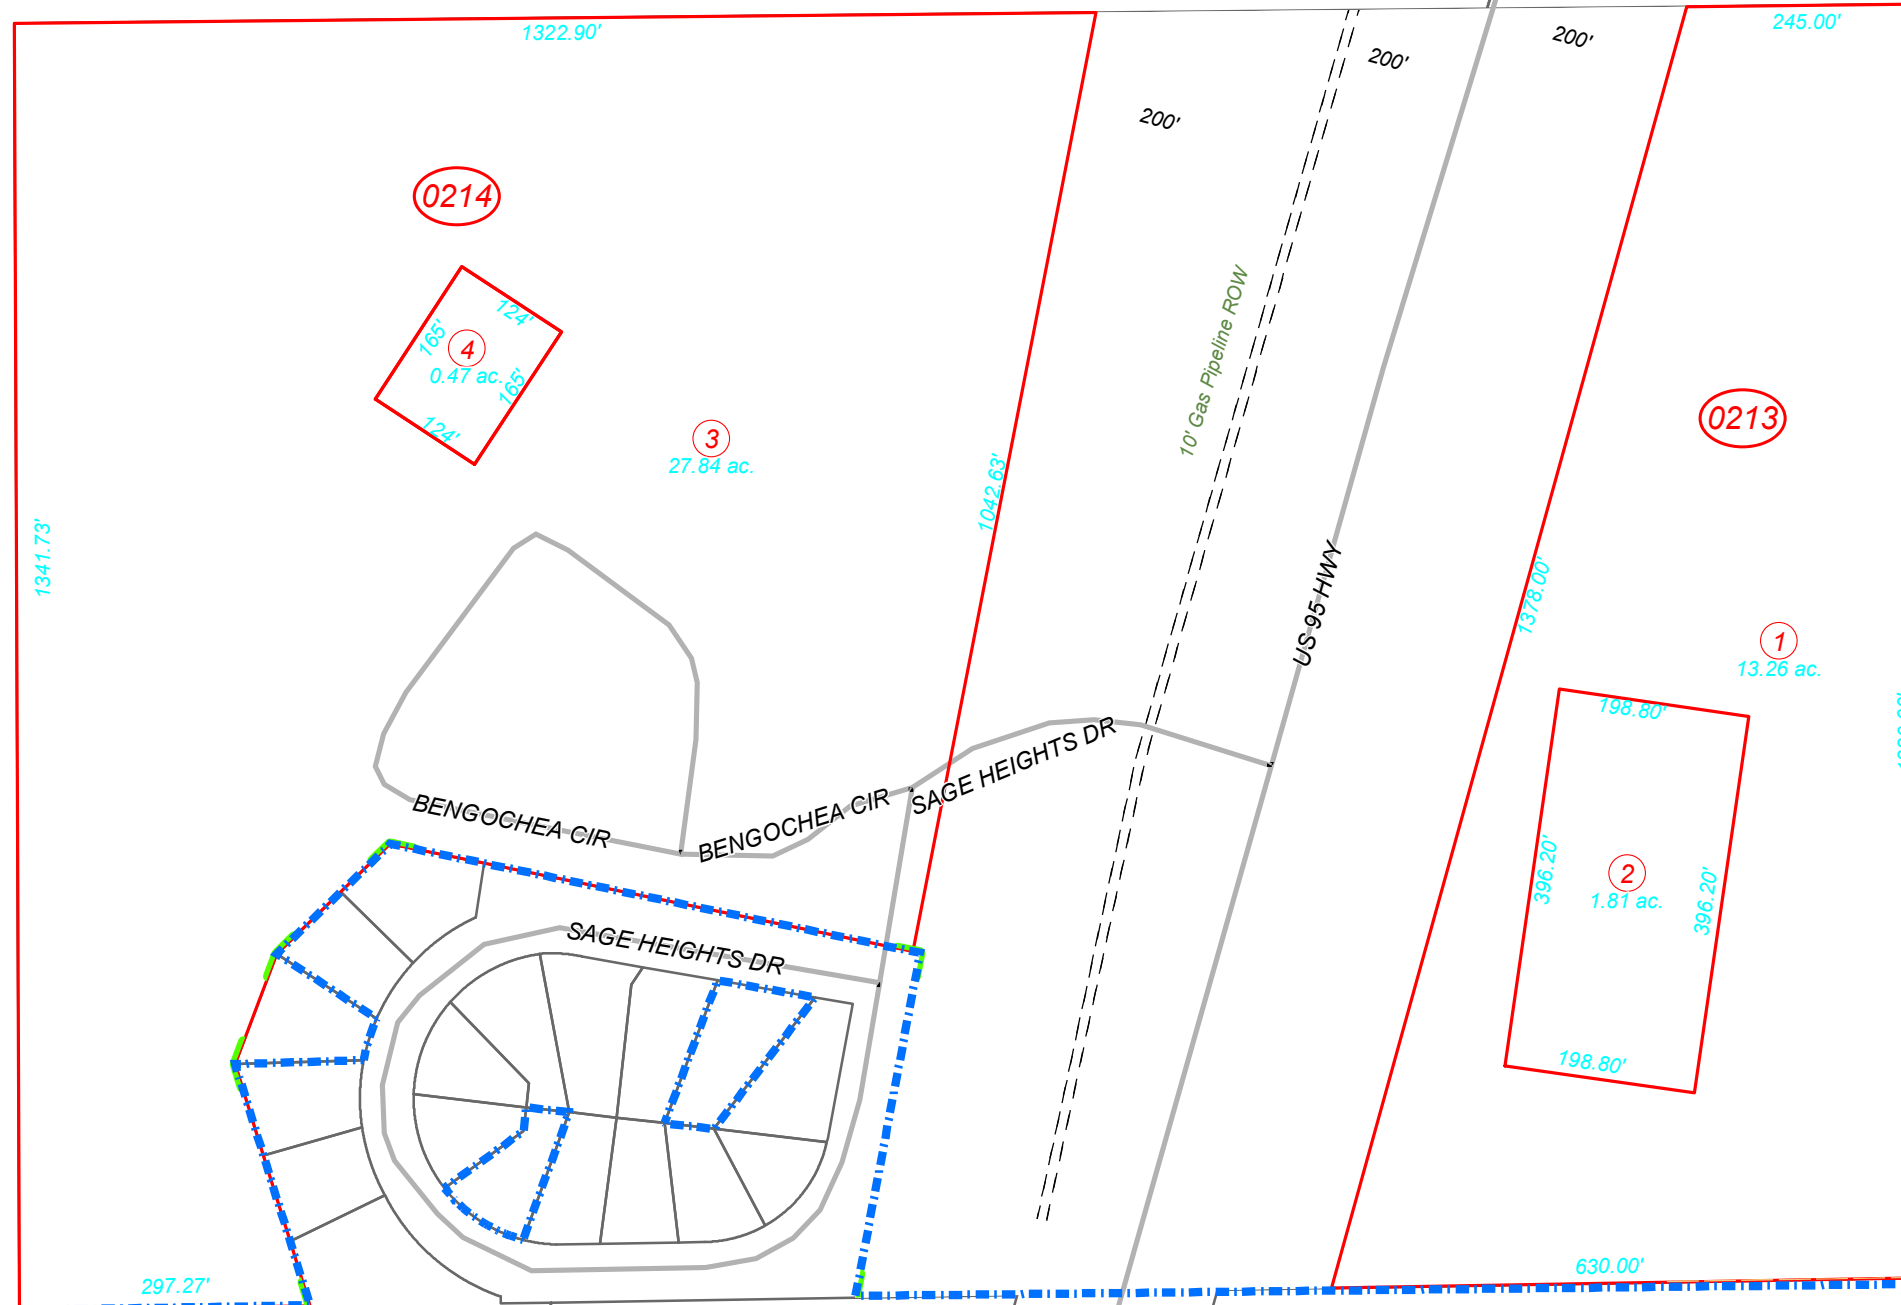 1322.90'
245.00'
200'
200'
200'
0214
124'
165'
4
0.47 ac.
165'
124'
3
27.84 ac.
1042.63'
10' Gas Pipeline ROW
0213
1341.73'
US 95 HWY
1378.00'
1
13.26 ac.
198.80'
SAGE HEIGHTS DR
BENGOCHEA CIR
BENGOCHEA CIR
396.20'
2
1.81 ac.
396.20'
SAGE HEIGHTS DR
198.80'
297.27'
630.00'